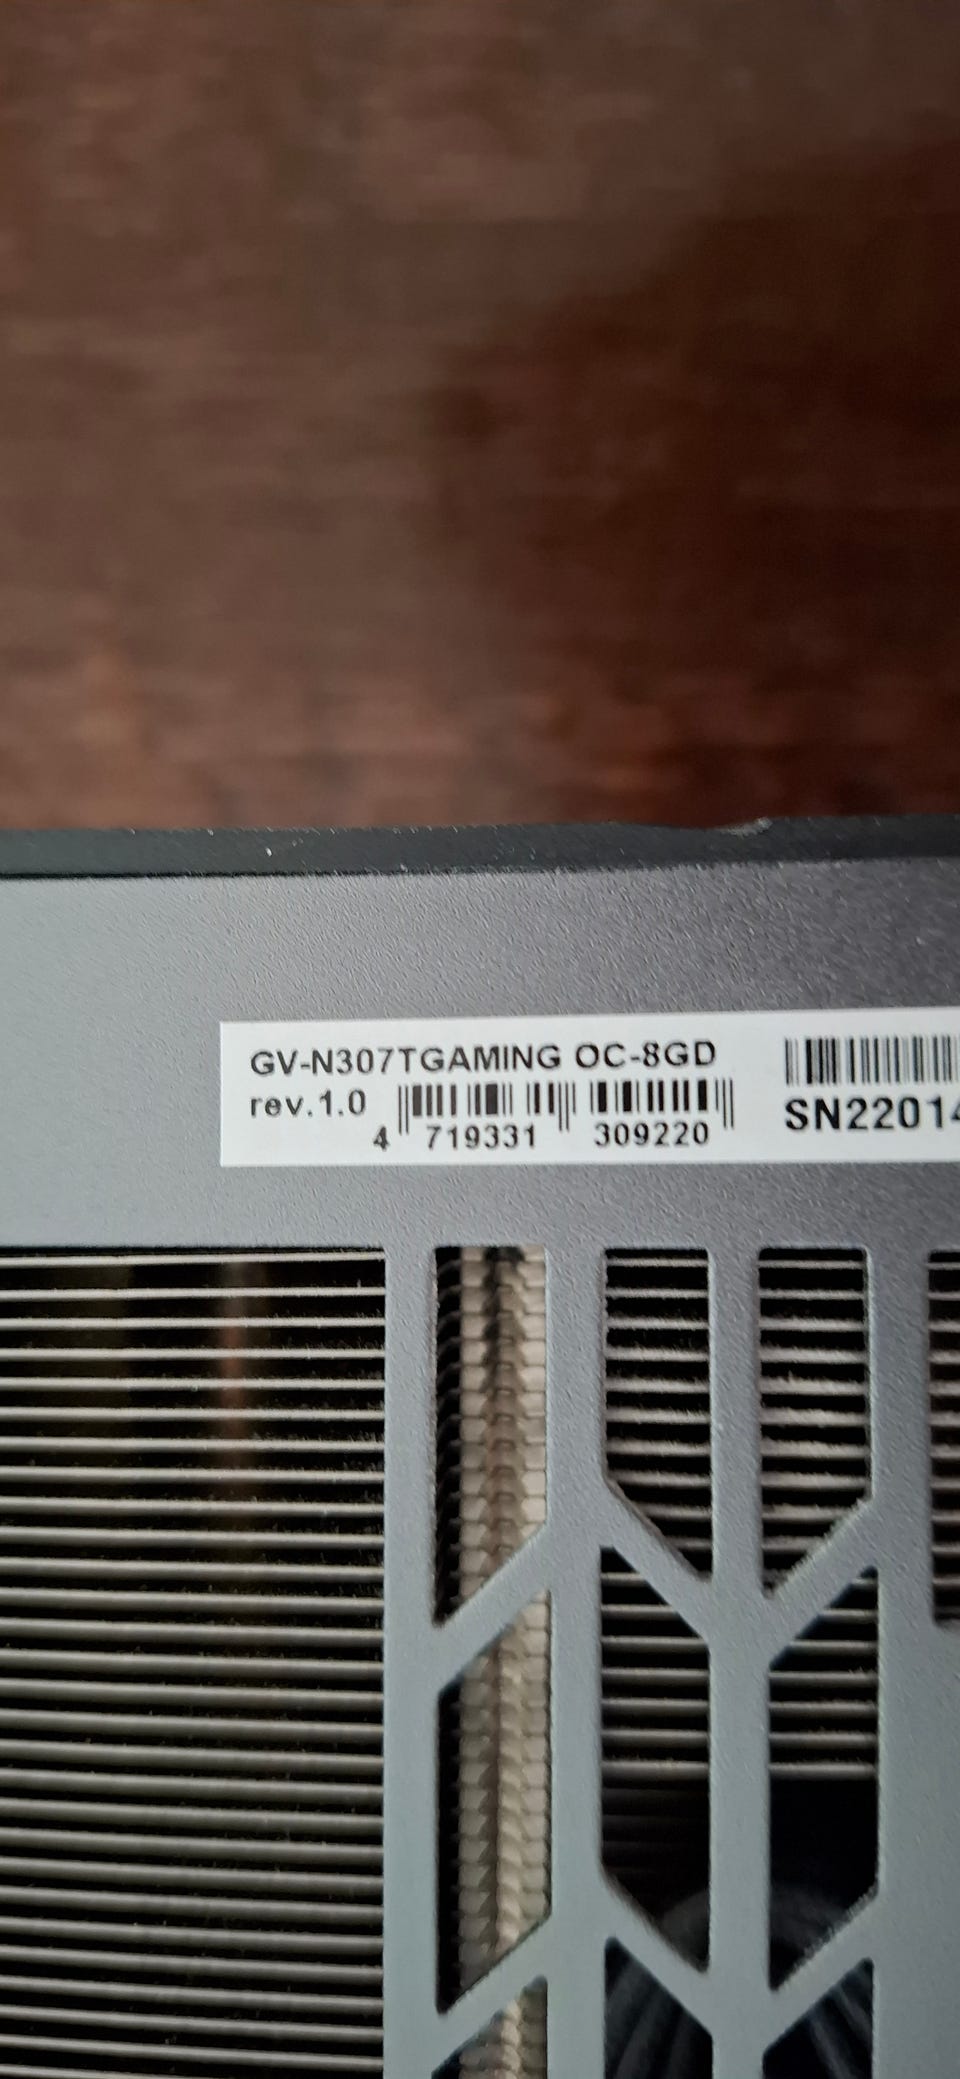 GV-N307TGAMING OC-8GD
rev.1.0
4 719331 309220
SN22014